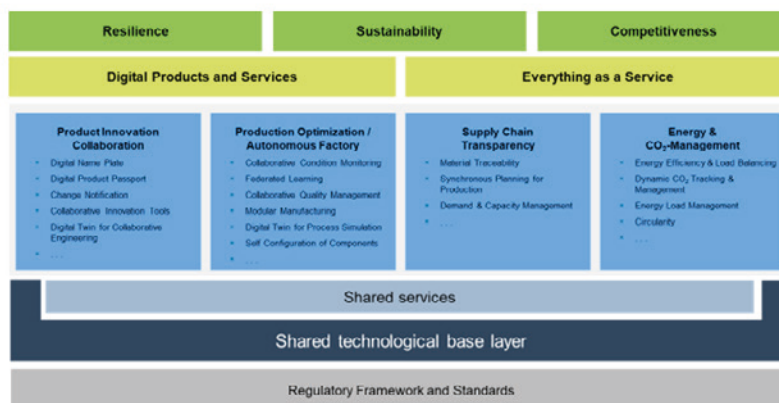 Resilience
Sustainability
Competitiveness
Digital Products and Services
Everything as a Service
Product Innovation
Collaboration
Digital Name Plate
Digital Product Passport
Change Notification
Collaborative Innovation Tools
Digital Twin for Collaborative
Engineering
. . .
Production Optimization /
Autonomous Factory
Collaborative Condition Monitoring
Federated Learning
Collaborative Quality Management
Modular Manufacturing
Digital Twin for Process Simulation
Self Configuration of Components
. . .
Supply Chain
Transparency
Material Traceability
Synchronous Planning for
Production
Demand & Capacity Management
. . .
Energy &
CO₂-Management
Energy Efficiency & Load Balancing
Dynamic CO₂ Tracking &
Management
Energy Load Management
Circularity
. . .
Shared services
Shared technological base layer
Regulatory Framework and Standards